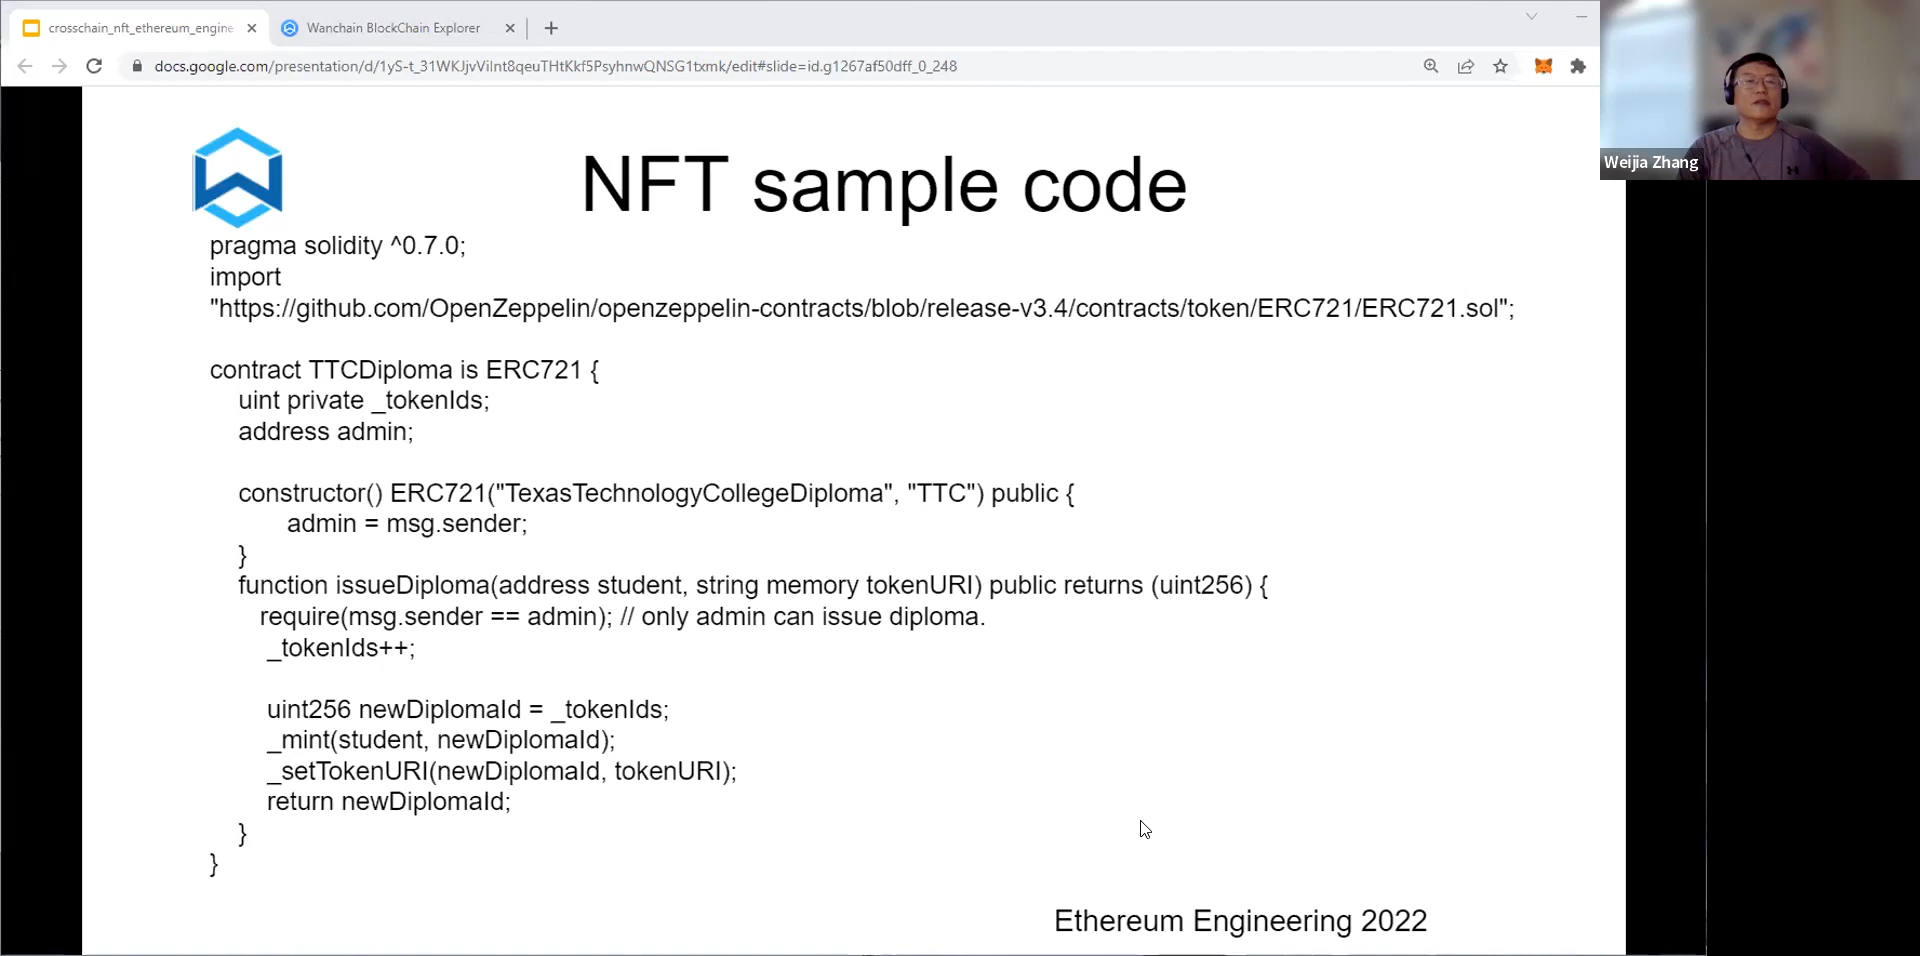 crosschain_nft_ethereum_engine
Wanchain BlockChain Explorer
docs.google.com/presentation/d/1yS-t_31WKJjvViInt8qeuTHtKkf5PsyhnwQNSG1txmk/edit#slide=id.g1267af50dff_0_248
Weijia Zhang
NFT sample code
pragma solidity ^0.7.0;
import
"https://github.com/OpenZeppelin/openzeppelin-contracts/blob/release-v3.4/contracts/token/ERC721/ERC721.sol";
contract TTCDiploma is ERC721 {
uint private _tokenIds;
address admin;
constructor() ERC721("TexasTechnologyCollegeDiploma", "TTC") public {
admin = msg.sender;
}
function issueDiploma(address student, string memory tokenURI) public returns (uint256) {
require(msg.sender == admin); // only admin can issue diploma.
_tokenIds++;
uint256 newDiplomaId = _tokenIds;
_mint(student, newDiplomaId);
_setTokenURI(newDiplomaId, tokenURI);
return newDiplomaId;
}
}
Ethereum Engineering 2022